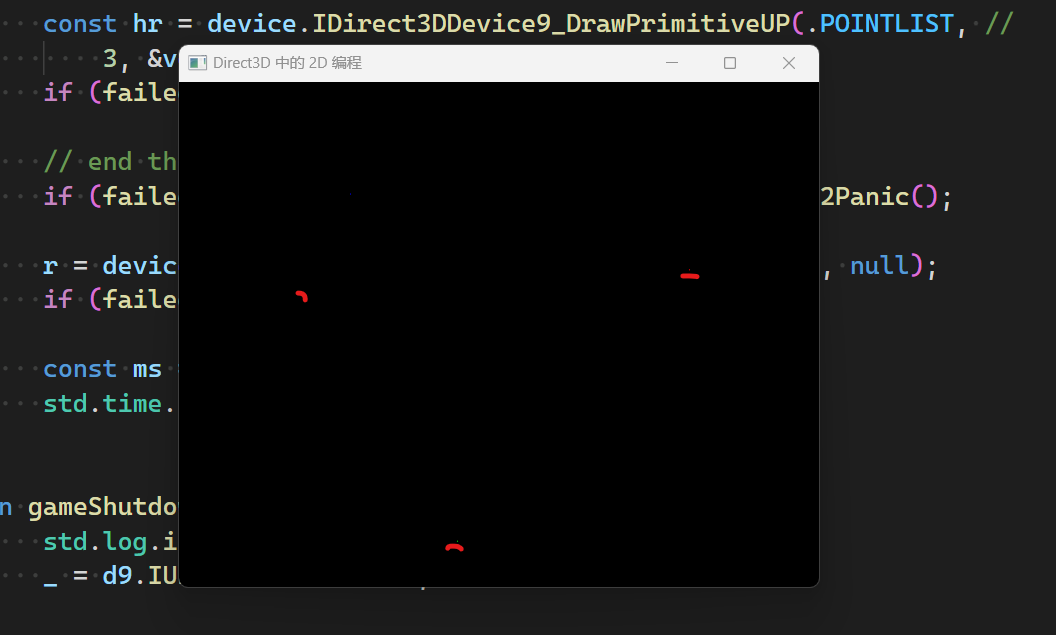 const hr = device.IDirect3DDevice9_DrawPrimitiveUP(.POINTLIST, //
3, &v
Direct3D 中的 2D 编程
if (faile
// end th
if (faile
2Panic();
r = devic
, null);
if (faile
const ms
std.time.
n gameShutdo
std.log.i
_ = d9.IU